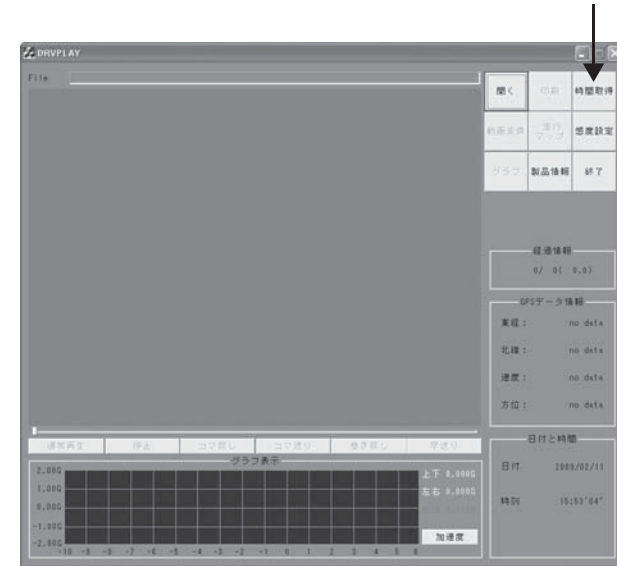 DRVPLAY
File
開く 印刷 時間取得
動画変換 走行マップ 感度設定
グラフ 製品情報 終了
経過情報
0/ 0( 0.0)
GPSデータ情報
東経: no data
北緯: no data
速度: no data
方位: no data
通常再生 停止 コマ戻し コマ送り 巻き戻し 早送り
グラフ表示
2.00G
1.00G
0.00G
-1.00G
-2.00G
-10 -9 -8 -7 -6 -5 -4 -3 -2 -1 0 1 2 3 4 5 6
上下 0.000G
左右 0.000G
加速度
日付と時間
日付 2009/02/11
時刻 15:53'04"